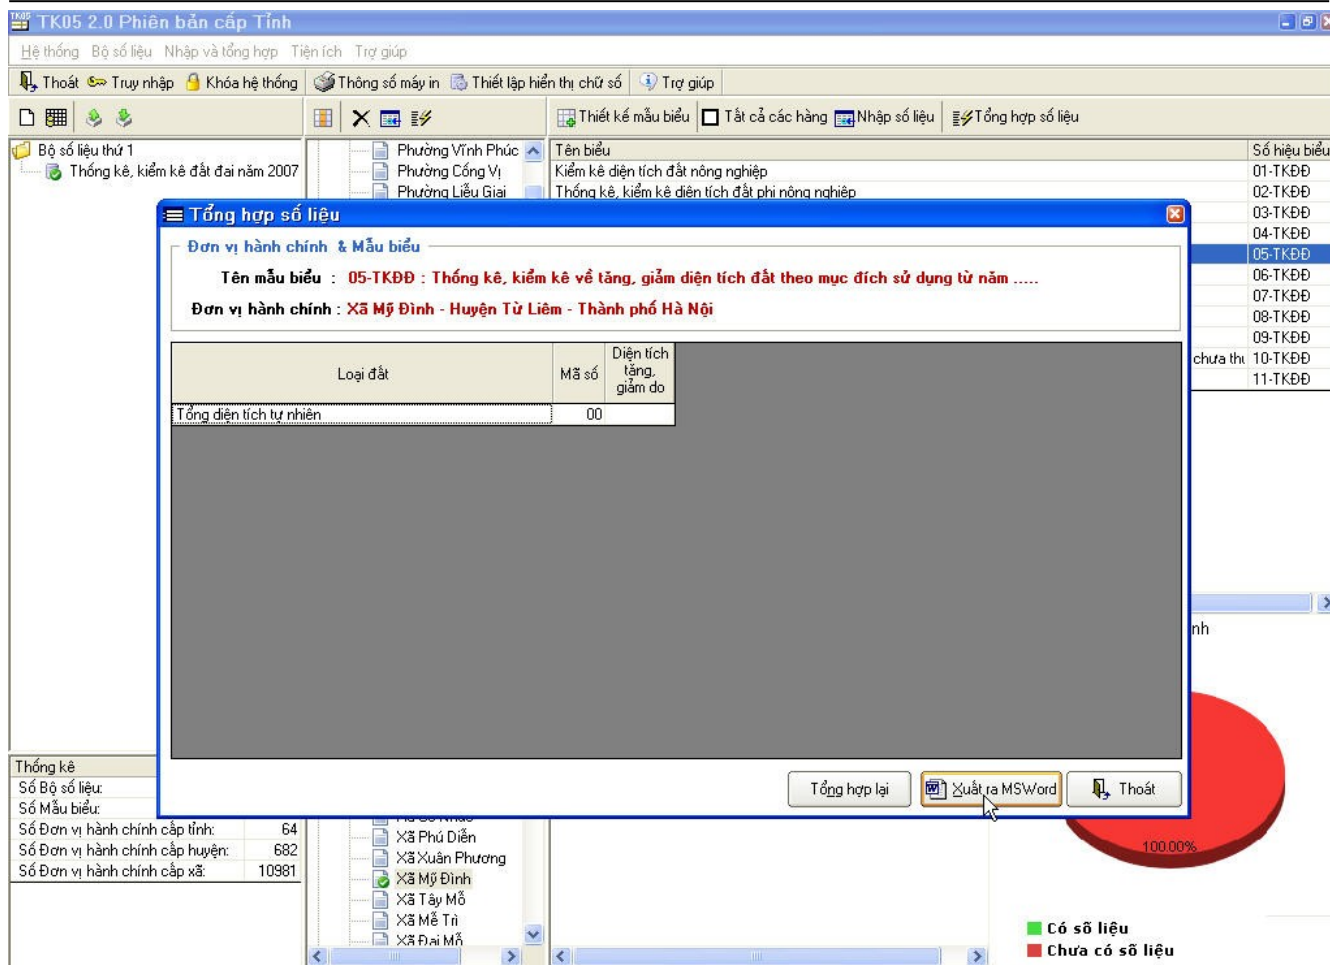 TK05 2.0 Phiên bản cấp Tỉnh
Hệ thống Bộ số liệu Nhập và tổng hợp Tiện ích Trợ giúp
Thoát Truy nhập Khóa hệ thống Thông số máy in Thiết lập hiển thị chữ số Trợ giúp
Thiết kế mẫu biểu Tất cả các hàng Nhập số liệu Tổng hợp số liệu
Bộ số liệu thứ 1
Thống kê, kiểm kê đất đai năm 2007
Phường Vĩnh Phúc
Phường Cống Vị
Phường Liễu Giai
Tên biểu Số hiệu biểu
Kiểm kê diện tích đất nông nghiệp 01-TKĐĐ
Thống kê, kiểm kê diện tích đất phi nông nghiệp 02-TKĐĐ
03-TKĐĐ
04-TKĐĐ
05-TKĐĐ
06-TKĐĐ
07-TKĐĐ
08-TKĐĐ
09-TKĐĐ
chưa thu 10-TKĐĐ
11-TKĐĐ
Tổng hợp số liệu
Đơn vị hành chính & Mẫu biểu
Tên mẫu biểu : 05-TKĐĐ : Thống kê, kiểm kê về tăng, giảm diện tích đất theo mục đích sử dụng từ năm .....
Đơn vị hành chính : Xã Mỹ Đình - Huyện Từ Liêm - Thành phố Hà Nội
Loại đất Mã số Diện tích
tăng,
giảm do
Tổng diện tích tự nhiên 00
nh
Tổng hợp lại Xuất ra MSWord Thoát
Thống kê
Số Bộ số liệu:
Số Mẫu biểu:
Số Đơn vị hành chính cấp tỉnh: 64
Số Đơn vị hành chính cấp huyện: 682
Số Đơn vị hành chính cấp xã: 10981
Xã Phú Diễn
Xã Xuân Phương
Xã Mỹ Đình
Xã Tây Mỗ
Xã Mễ Trì
Xã Đại Mỗ
100.00%
Có số liệu
Chưa có số liệu